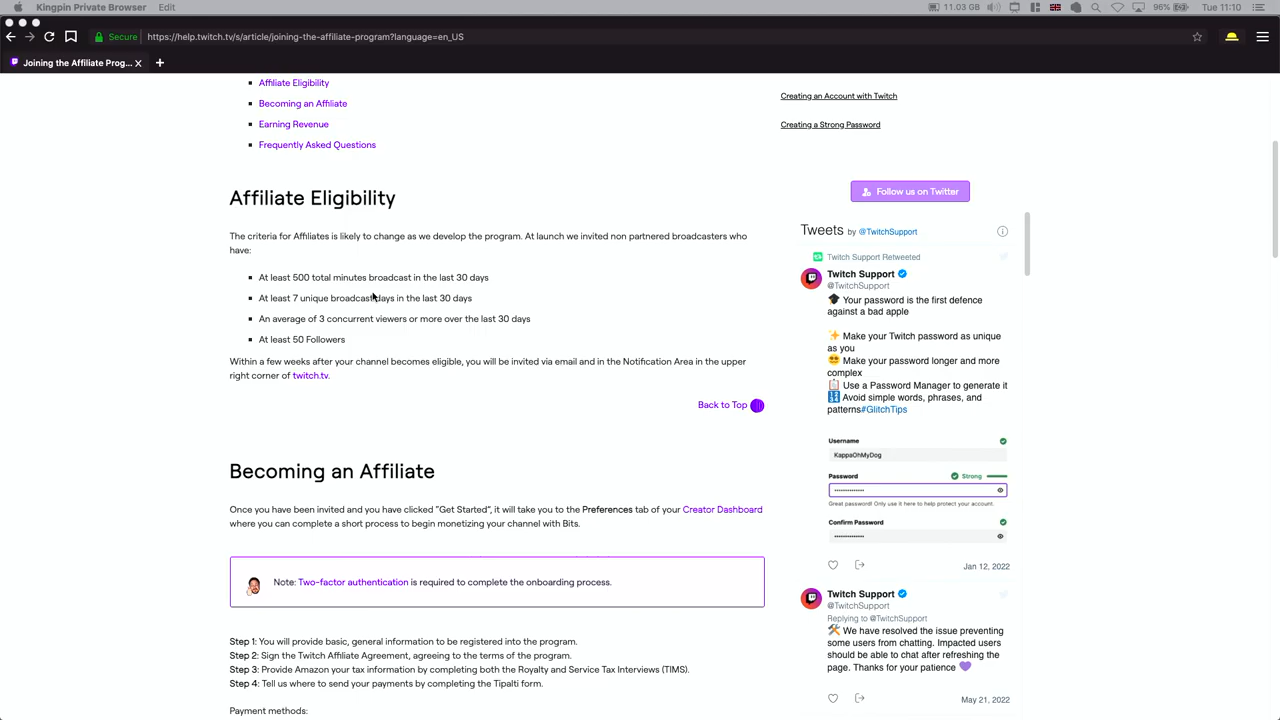 Kingpin Private Browser Edit 11.03 GB 96% Tue 11:10
Secure https://help.twitch.tv/s/article/joining-the-affiliate-program?language=en_US
Joining the Affiliate Prog...
Affiliate Eligibility
Becoming an Affiliate
Earning Revenue
Frequently Asked Questions
Creating an Account with Twitch
Creating a Strong Password
Affiliate Eligibility
The criteria for Affiliates is likely to change as we develop the program. At launch we invited non partnered broadcasters who
have:
At least 500 total minutes broadcast in the last 30 days
At least 7 unique broadcast days in the last 30 days
An average of 3 concurrent viewers or more over the last 30 days
At least 50 Followers
Within a few weeks after your channel becomes eligible, you will be invited via email and in the Notification Area in the upper
right corner of twitch.tv.
Back to Top
Becoming an Affiliate
Once you have been invited and you have clicked "Get Started", it will take you to the Preferences tab of your Creator Dashboard
where you can complete a short process to begin monetizing your channel with Bits.
Note: Two-factor authentication is required to complete the onboarding process.
Step 1: You will provide basic, general information to be registered into the program.
Step 2: Sign the Twitch Affiliate Agreement, agreeing to the terms of the program.
Step 3: Provide Amazon your tax information by completing both the Royalty and Service Tax Interviews (TIMS).
Step 4: Tell us where to send your payments by completing the Tipalti form.
Payment methods:
Follow us on Twitter
Tweets by @TwitchSupport
Twitch Support Retweeted
Twitch Support
@TwitchSupport
🎓 Your password is the first defence
against a bad apple
✨ Make your Twitch password as unique
as you
Make your password longer and more
complex
📋 Use a Password Manager to generate it
🔢 Avoid simple words, phrases, and
patterns#GlitchTips
Username
KappaOhMyDog
Password Strong
Great password! Only use it here to help protect your account.
Confirm Password
Jan 12, 2022
Twitch Support
@TwitchSupport
Replying to @TwitchSupport
🛠 We have resolved the issue preventing
some users from chatting. Impacted users
should be able to chat after refreshing the
page. Thanks for your patience 💜
May 21, 2022